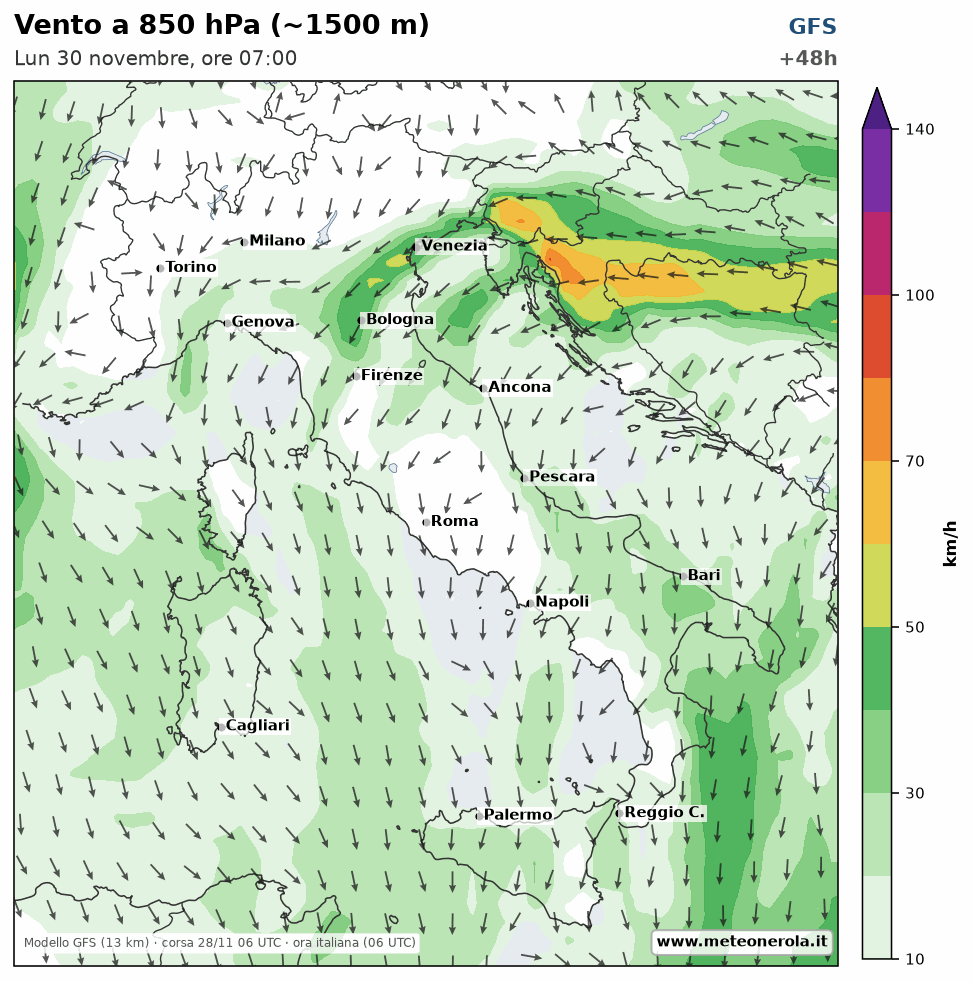 Vento a 850 hPa (~1500 m)
GFS
Lun 30 novembre, ore 07:00
+48h
140
100
70
50
30
10
km/h
Milano
Venezia
Torino
Genova
Bologna
Firenze
Ancona
Pescara
Roma
Bari
Napoli
Cagliari
Palermo
Reggio C.
Modello GFS (13 km) · corsa 28/11 06 UTC · ora italiana (06 UTC)
www.meteonerola.it